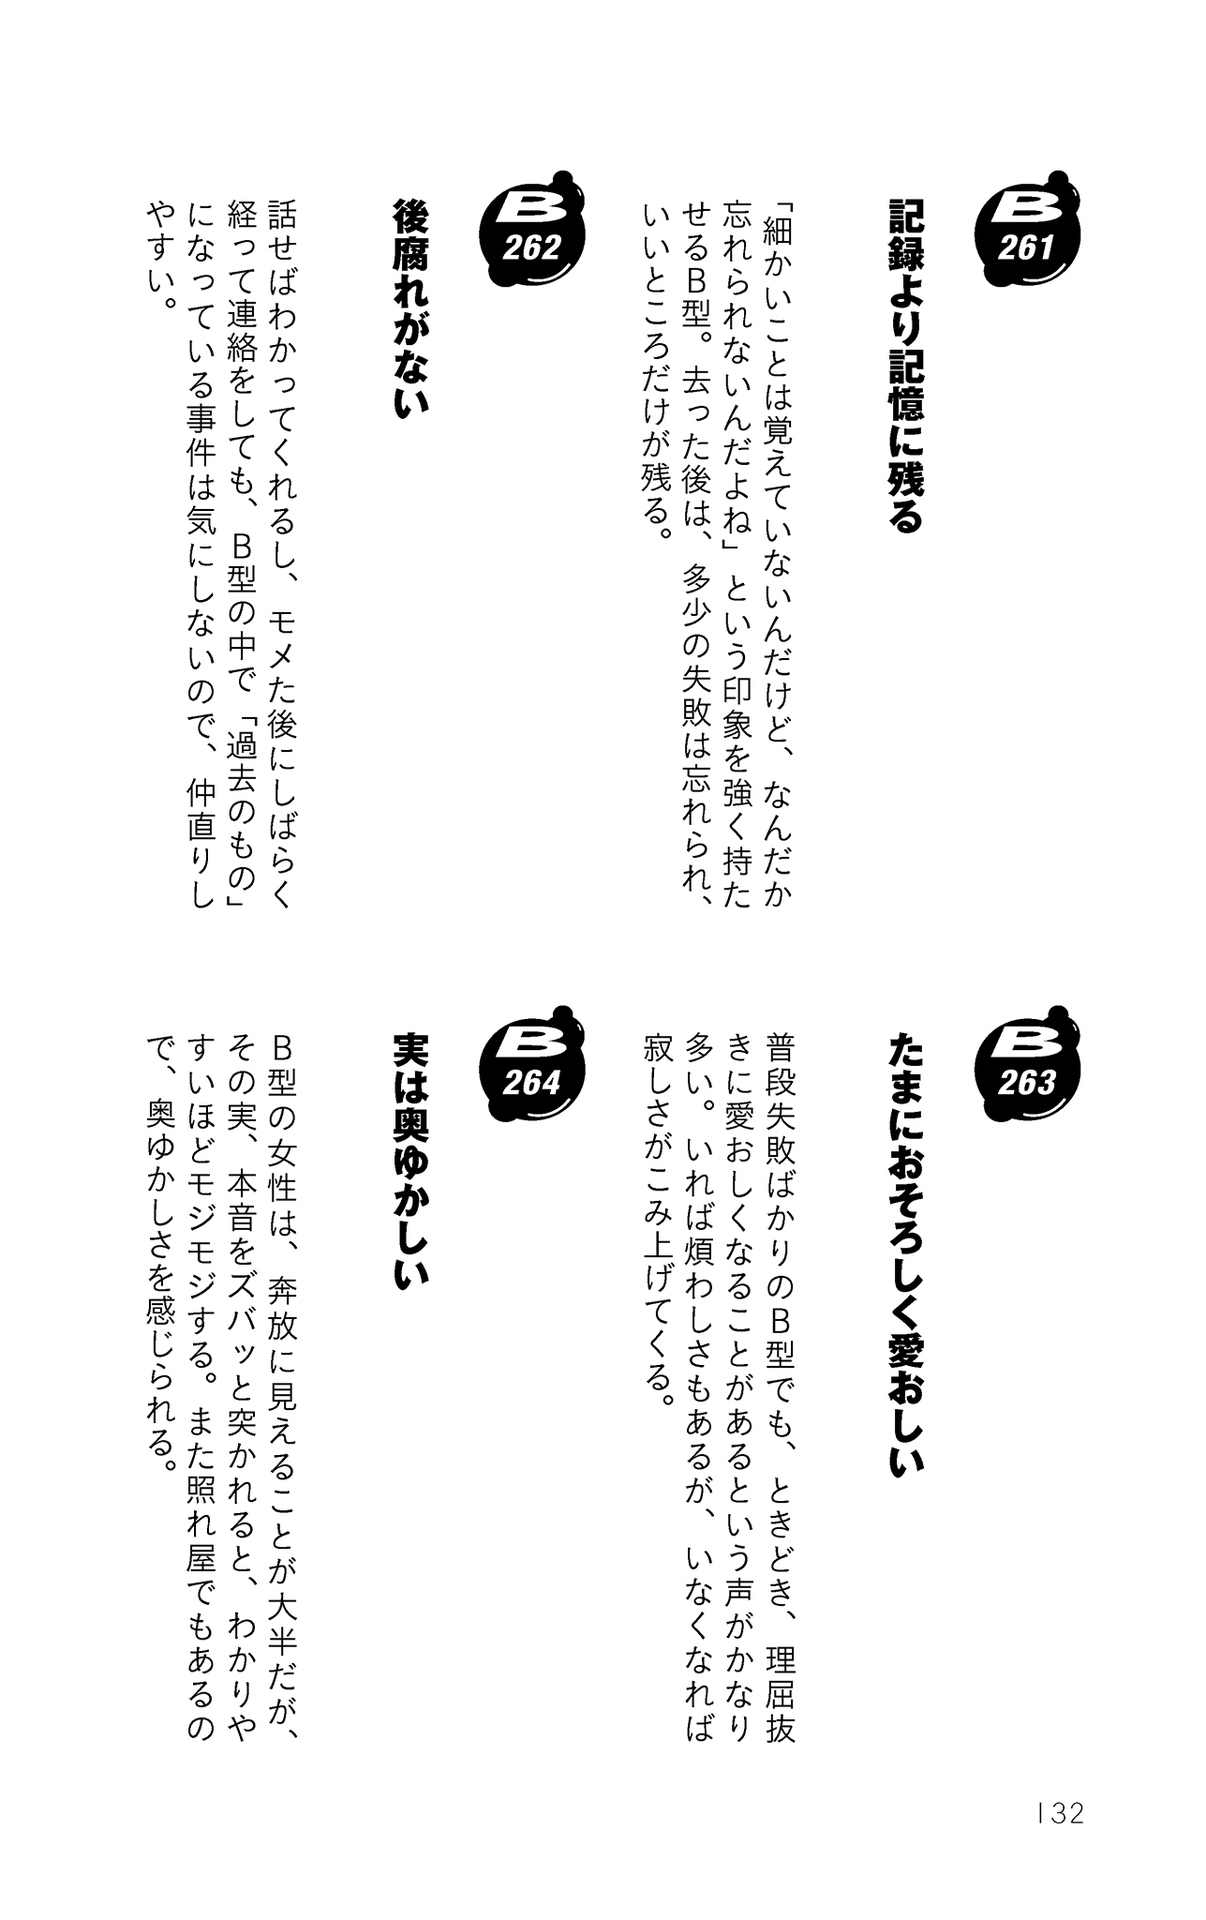 B
261
記録より記憶に残る
「細かいことは覚えていないんだけど、なんだか
忘れられないんだよね」という印象を強く持た
せるB型。去った後は、多少の失敗は忘れられ、
いいところだけが残る。
B
262
後腐れがない
話せばわかってくれるし、モメた後にしばらく
経って連絡をしても、B型の中で「過去のもの」
になっている事件は気にしないので、仲直りし
やすい。
B
263
たまにおそろしく愛おしい
普段失敗ばかりのB型でも、ときどき、理屈抜
きに愛おしくなることがあるという声がかなり
多い。いれば煩わしさもあるが、いなくなれば
寂しさがこみ上げてくる。
B
264
実は奥ゆかしい
B型の女性は、奔放に見えることが大半だが、
その実、本音をズバッと突かれると、わかりや
すいほどモジモジする。また照れ屋でもあるの
で、奥ゆかしさを感じられる。
132